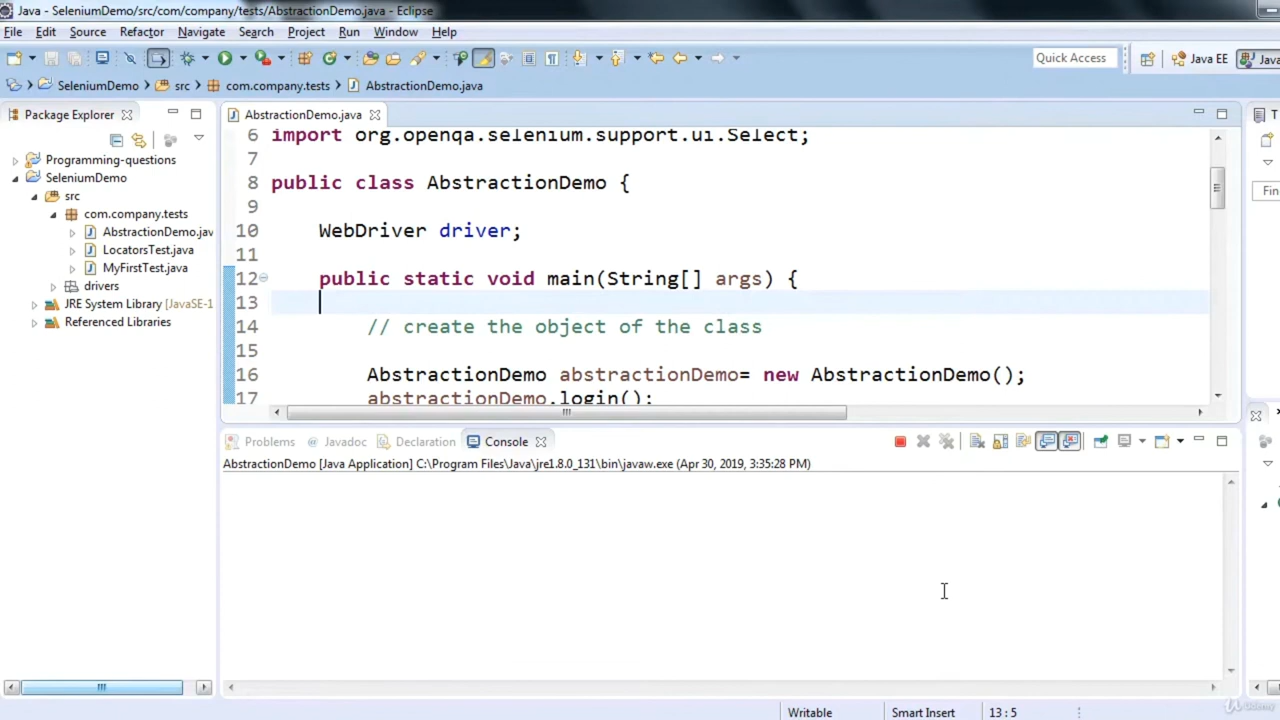 Java - SeleniumDemo/src/com/company/tests/AbstractionDemo.java - Eclipse
File Edit Source Refactor Navigate Search Project Run Window Help
Quick Access Java EE Java
SeleniumDemo src com.company.tests AbstractionDemo.java
Package Explorer
Programming-questions
SeleniumDemo
src
com.company.tests
AbstractionDemo.jav
LocatorsTest.java
MyFirstTest.java
drivers
JRE System Library [JavaSE-1
Referenced Libraries
AbstractionDemo.java
6 import org.openqa.selenium.support.ui.Select;
7
8 public class AbstractionDemo {
9
10 WebDriver driver;
11
12 public static void main(String[] args) {
13
14 // create the object of the class
15
16 AbstractionDemo abstractionDemo= new AbstractionDemo();
17 abstractionDemo.login();
T
Fin
Problems Javadoc Declaration Console
AbstractionDemo [Java Application] C:\Program Files\Java\jre1.8.0_131\bin\javaw.exe (Apr 30, 2019, 3:35:28 PM)
Writable Smart Insert 13 : 5
Udemy